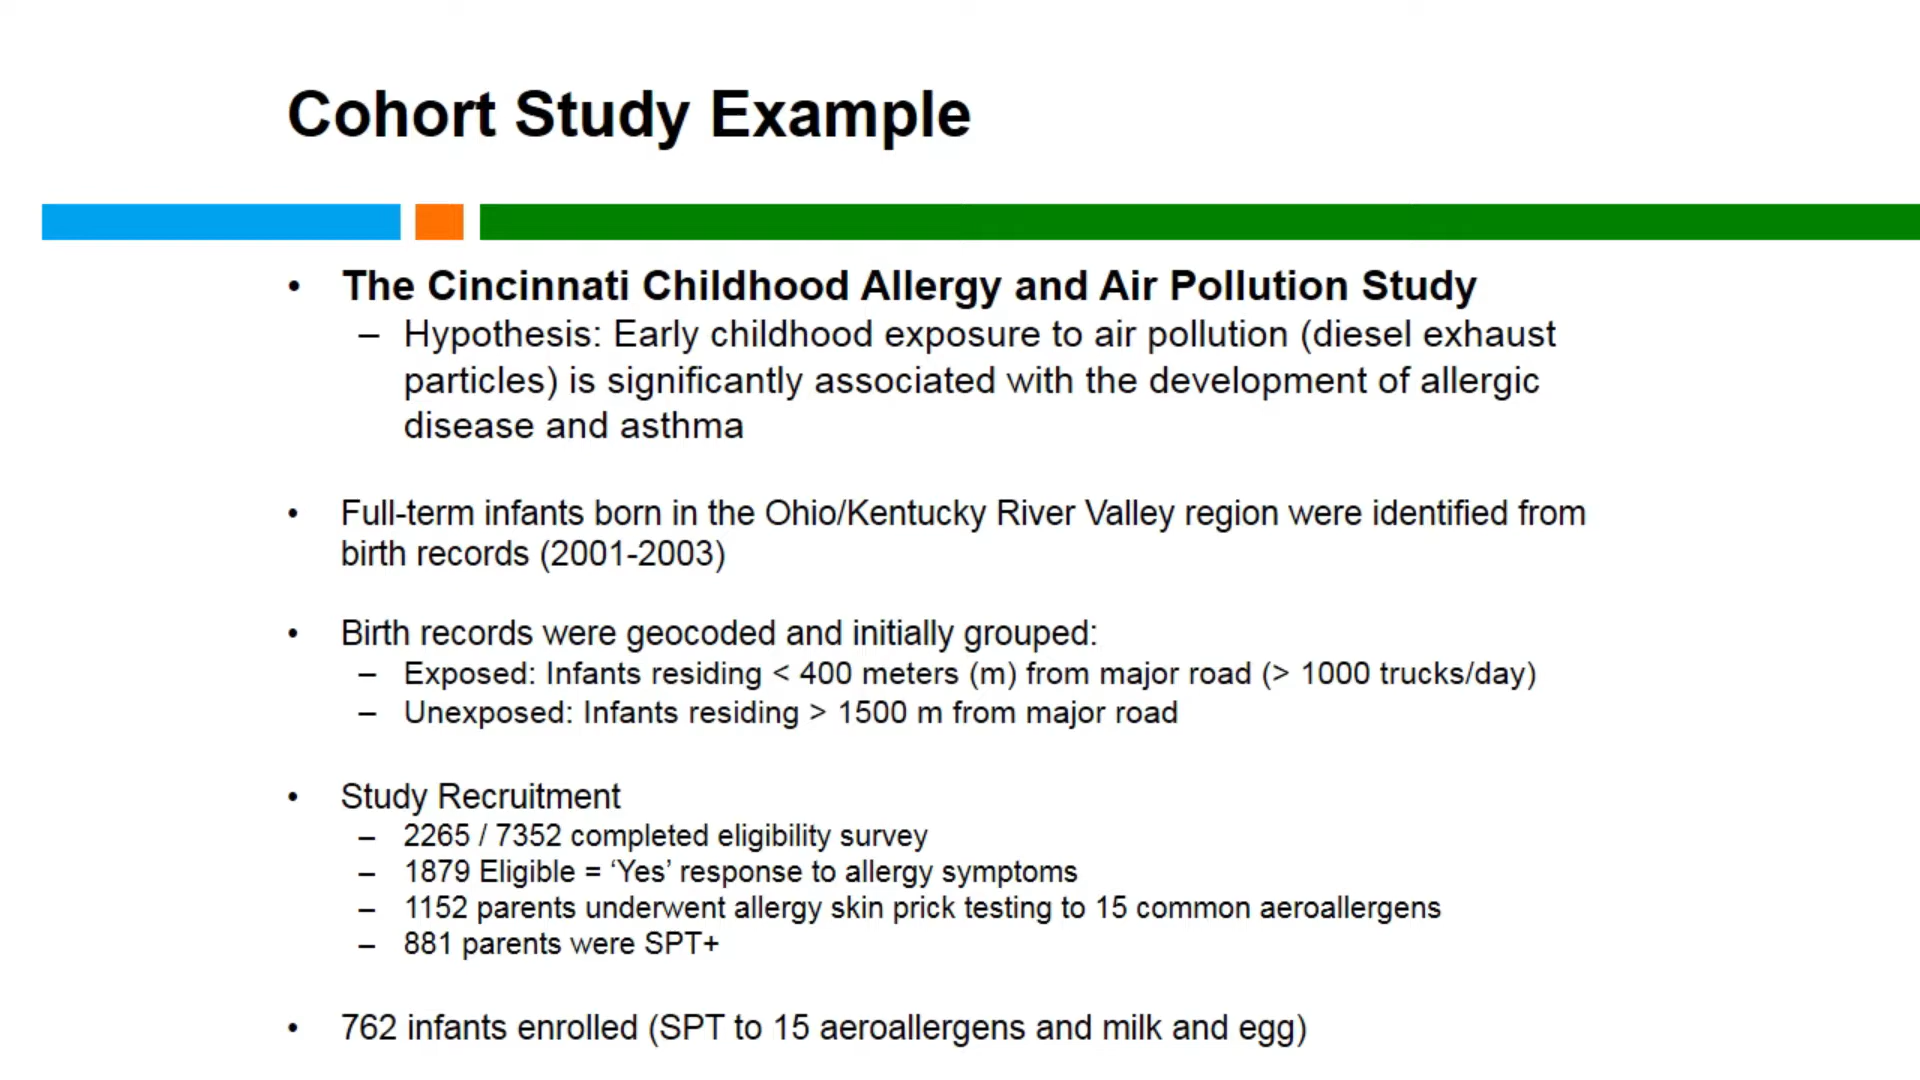 Cohort Study Example
• The Cincinnati Childhood Allergy and Air Pollution Study
– Hypothesis: Early childhood exposure to air pollution (diesel exhaust
particles) is significantly associated with the development of allergic
disease and asthma
• Full-term infants born in the Ohio/Kentucky River Valley region were identified from
birth records (2001-2003)
• Birth records were geocoded and initially grouped:
– Exposed: Infants residing < 400 meters (m) from major road (> 1000 trucks/day)
– Unexposed: Infants residing > 1500 m from major road
• Study Recruitment
– 2265 / 7352 completed eligibility survey
– 1879 Eligible = ‘Yes’ response to allergy symptoms
– 1152 parents underwent allergy skin prick testing to 15 common aeroallergens
– 881 parents were SPT+
• 762 infants enrolled (SPT to 15 aeroallergens and milk and egg)